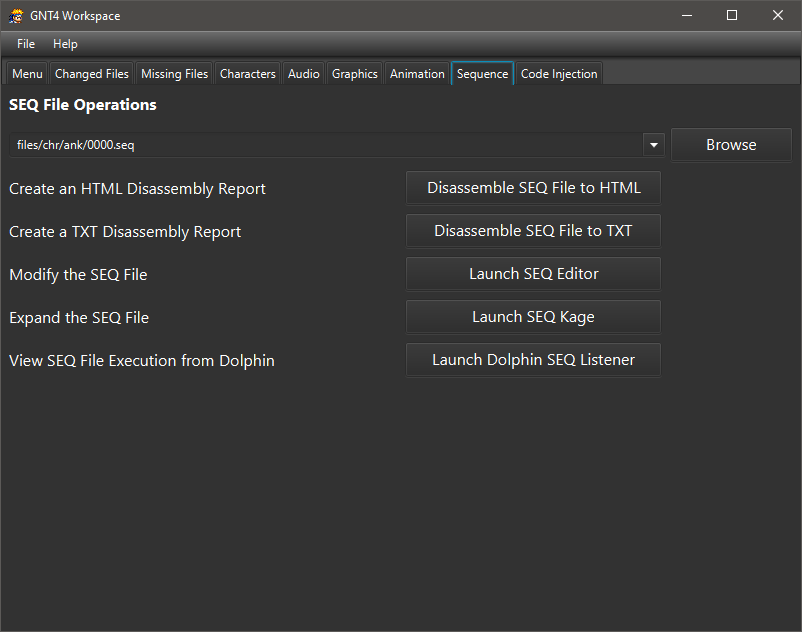 GNT4 Workspace
File Help
Menu Changed Files Missing Files Characters Audio Graphics Animation Sequence Code Injection
SEQ File Operations
files/chr/ank/0000.seq Browse
Create an HTML Disassembly Report Disassemble SEQ File to HTML
Create a TXT Disassembly Report Disassemble SEQ File to TXT
Modify the SEQ File Launch SEQ Editor
Expand the SEQ File Launch SEQ Kage
View SEQ File Execution from Dolphin Launch Dolphin SEQ Listener